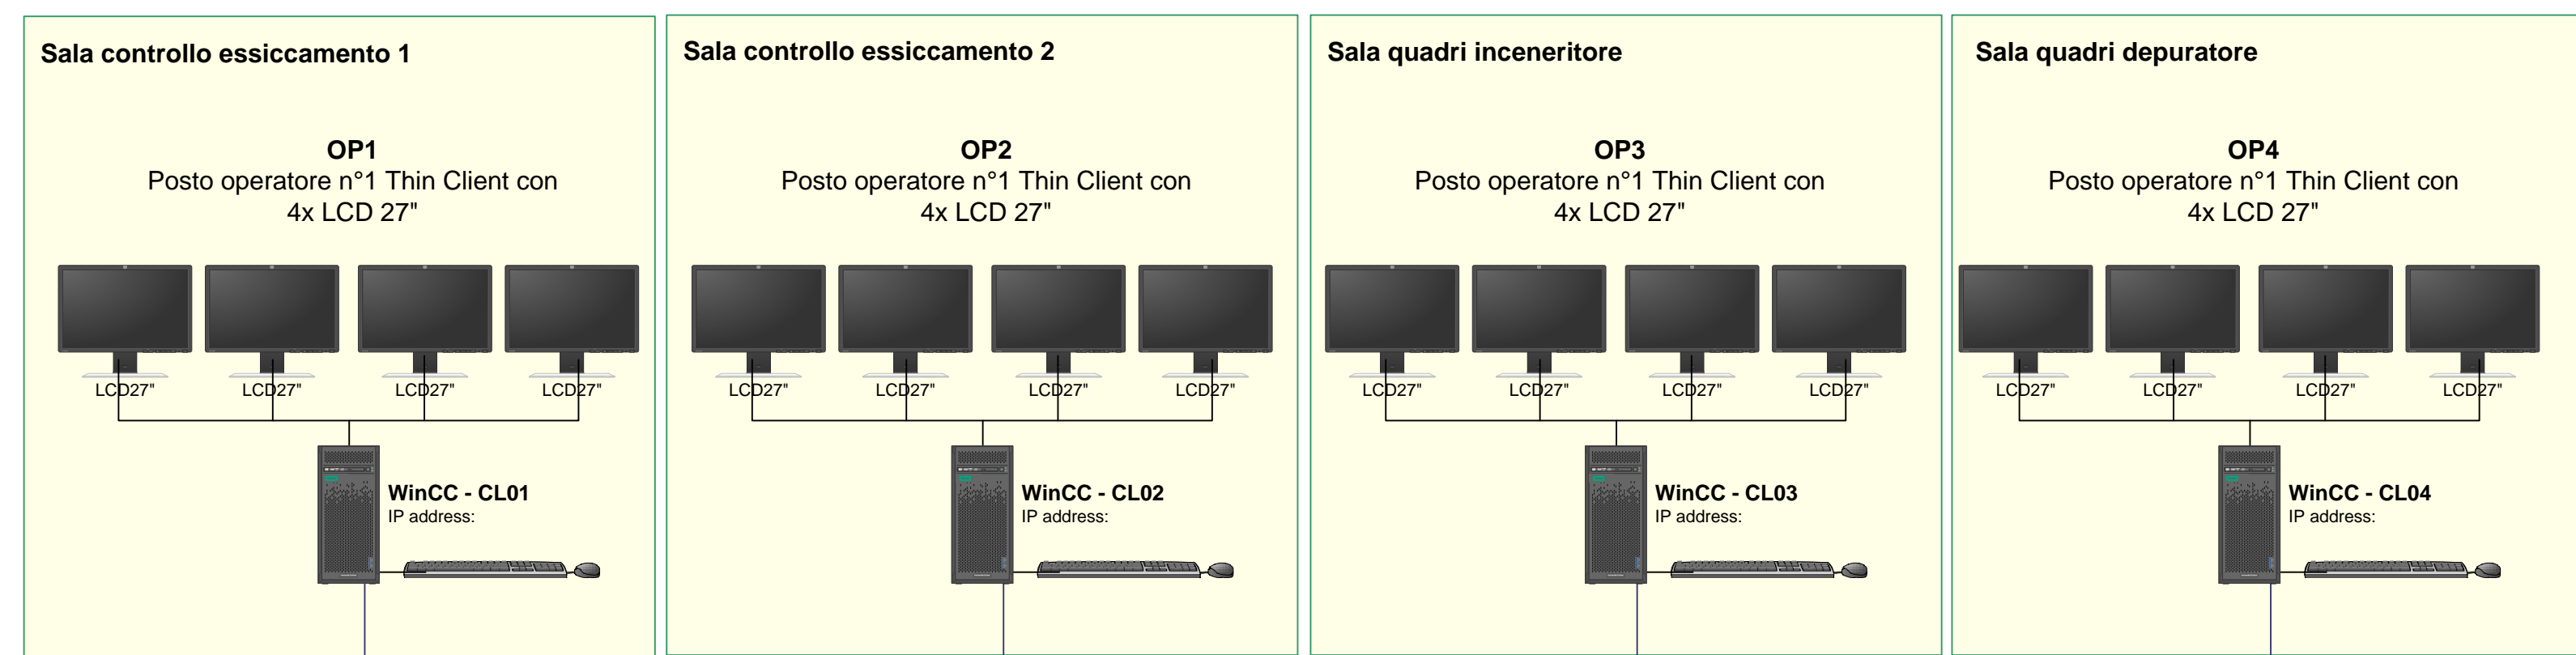 Sala controllo essiccamento 1
OP1
Posto operatore n°1 Thin Client con
4x LCD 27"
LCD27"
LCD27"
LCD27"
LCD27"
WinCC - CL01
IP address:
Sala controllo essiccamento 2
OP2
Posto operatore n°1 Thin Client con
4x LCD 27"
LCD27"
LCD27"
LCD27"
LCD27"
WinCC - CL02
IP address:
Sala quadri inceneritore
OP3
Posto operatore n°1 Thin Client con
4x LCD 27"
LCD27"
LCD27"
LCD27"
LCD27"
WinCC - CL03
IP address:
Sala quadri depuratore
OP4
Posto operatore n°1 Thin Client con
4x LCD 27"
LCD27"
LCD27"
LCD27"
LCD27"
WinCC - CL04
IP address: